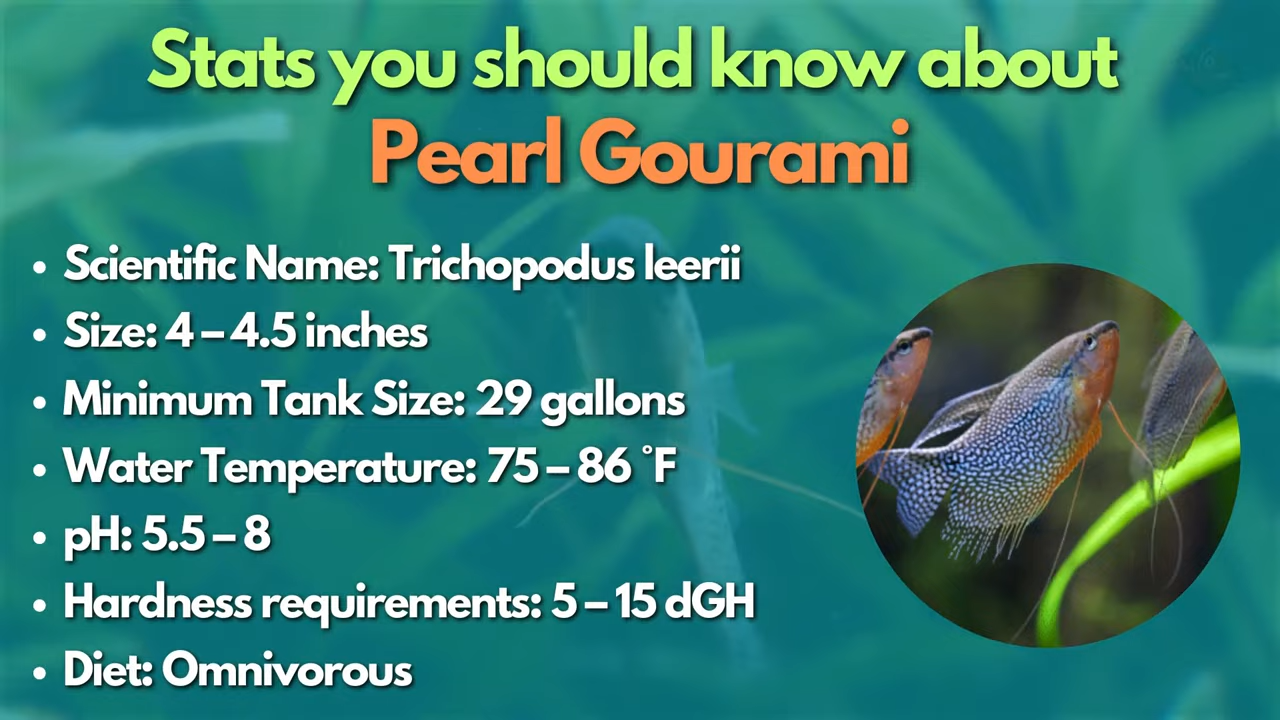 Stats you should know about
Pearl Gourami
• Scientific Name: Trichopodus leerii
• Size: 4 – 4.5 inches
• Minimum Tank Size: 29 gallons
• Water Temperature: 75 – 86 °F
• pH: 5.5 – 8
• Hardness requirements: 5 – 15 dGH
• Diet: Omnivorous